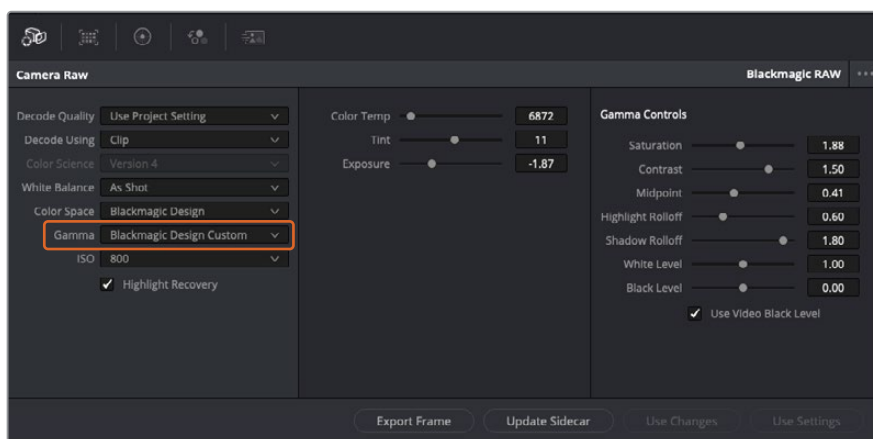 Camera Raw
Blackmagic RAW
Decode Quality Use Project Setting
Decode Using Clip
Color Science Version 4
White Balance As Shot
Color Space Blackmagic Design
Gamma Blackmagic Design Custom
ISO 800
Highlight Recovery
Color Temp 6872
Tint 11
Exposure -1.87
Gamma Controls
Saturation 1.88
Contrast 1.50
Midpoint 0.41
Highlight Rolloff 0.60
Shadow Rolloff 1.80
White Level 1.00
Black Level 0.00
Use Video Black Level
Export Frame
Update Sidecar
Use Changes
Use Settings